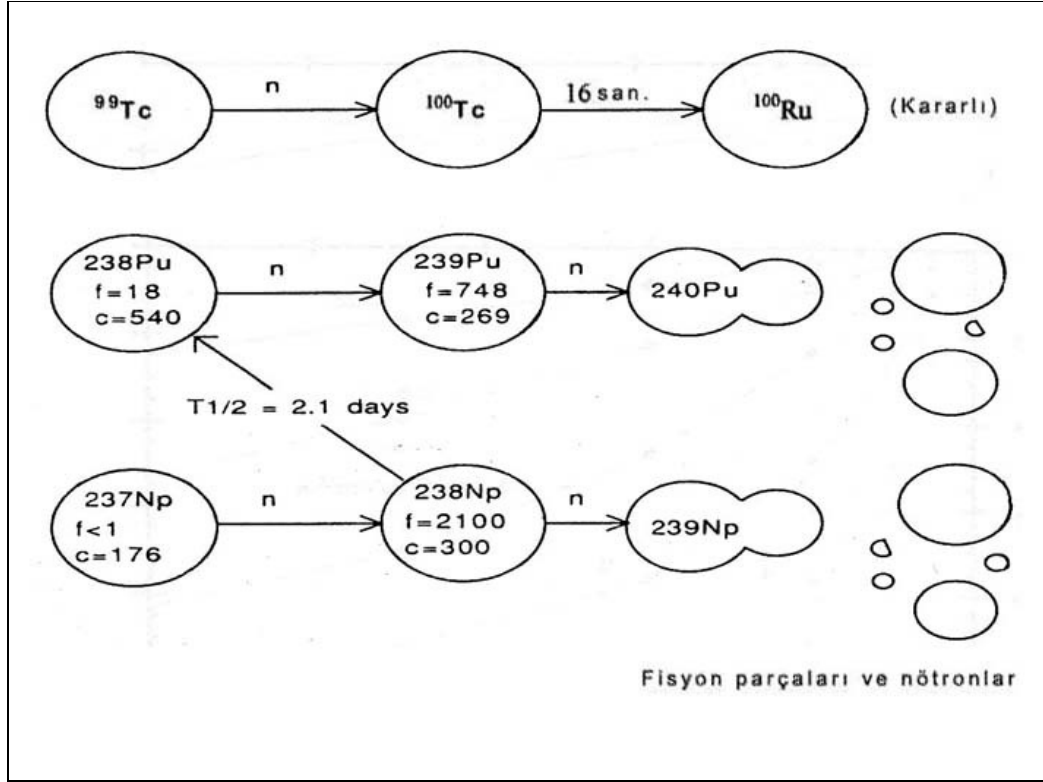 99Tc n 100Tc 16 san. 100Ru (Kararlı)
238Pu
f=18
c=540
n
239Pu
f=748
c=269
n
240Pu
T1/2 = 2.1 days
237Np
f<1
c=176
n
238Np
f=2100
c=300
n
239Np
Fisyon parçaları ve nötronlar